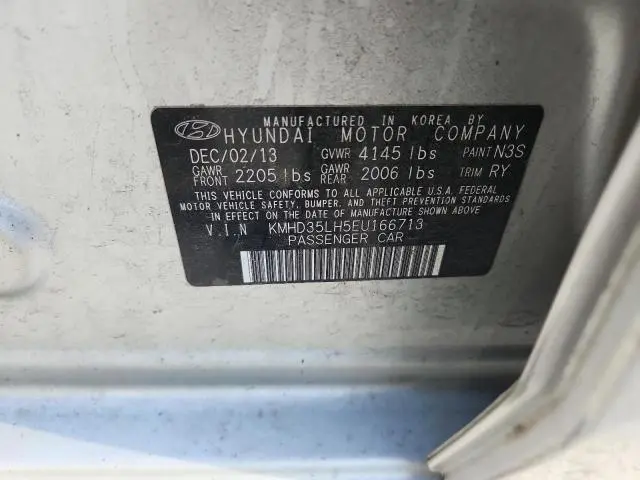 MANUFACTURED IN KOREA BY
HYUNDAI MOTOR COMPANY
DEC/02/13 GVWR 4145 lbs PAINT N3S
GAWR FRONT 2205 lbs GAWR REAR 2006 lbs TRIM RY
THIS VEHICLE CONFORMS TO ALL APPLICABLE U.S.A. FEDERAL
MOTOR VEHICLE SAFETY, BUMPER, AND THEFT PREVENTION STANDARDS
IN EFFECT ON THE DATE OF MANUFACTURE SHOWN ABOVE.
V I N KMHD35LH5EU166713
PASSENGER CAR